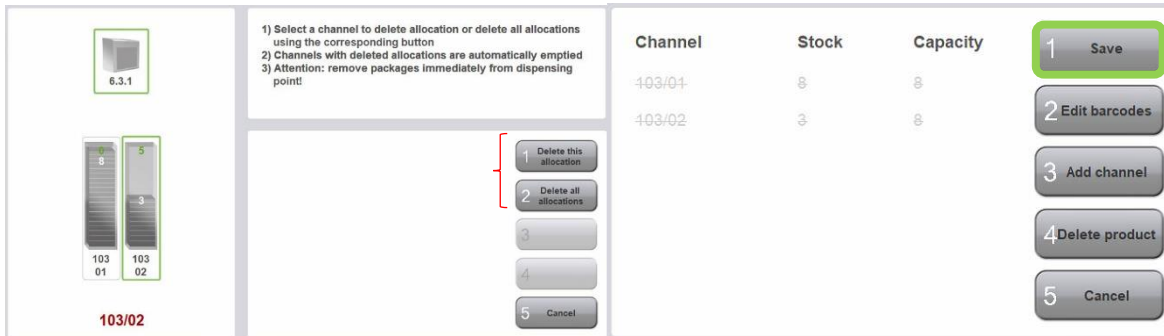 6.3.1
0
8
5
3
103
01
103
02
103/02
1) Select a channel to delete allocation or delete all allocations
using the corresponding button
2) Channels with deleted allocations are automatically emptied
3) Attention: remove packages immediately from dispensing
point!
1 Delete this
allocation
2 Delete all
allocations
3
4
5 Cancel
Channel Stock Capacity
103/01 8 8
103/02 3 8
1 Save
2 Edit barcodes
3 Add channel
4 Delete product
5 Cancel